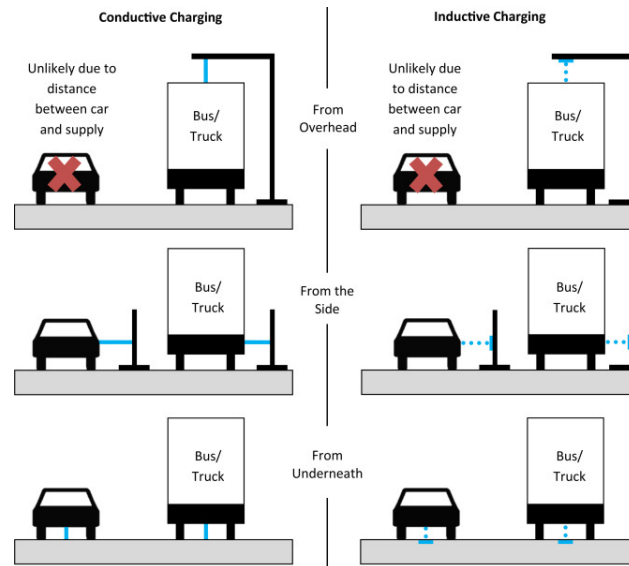 Conductive Charging
Inductive Charging
Unlikely due to
distance
between car
and supply
Bus/
Truck
From
Overhead
Unlikely due
to distance
between car
and supply
Bus/
Truck
From the
Side
Bus/
Truck
Bus/
Truck
From
Underneath
Bus/
Truck
Bus/
Truck